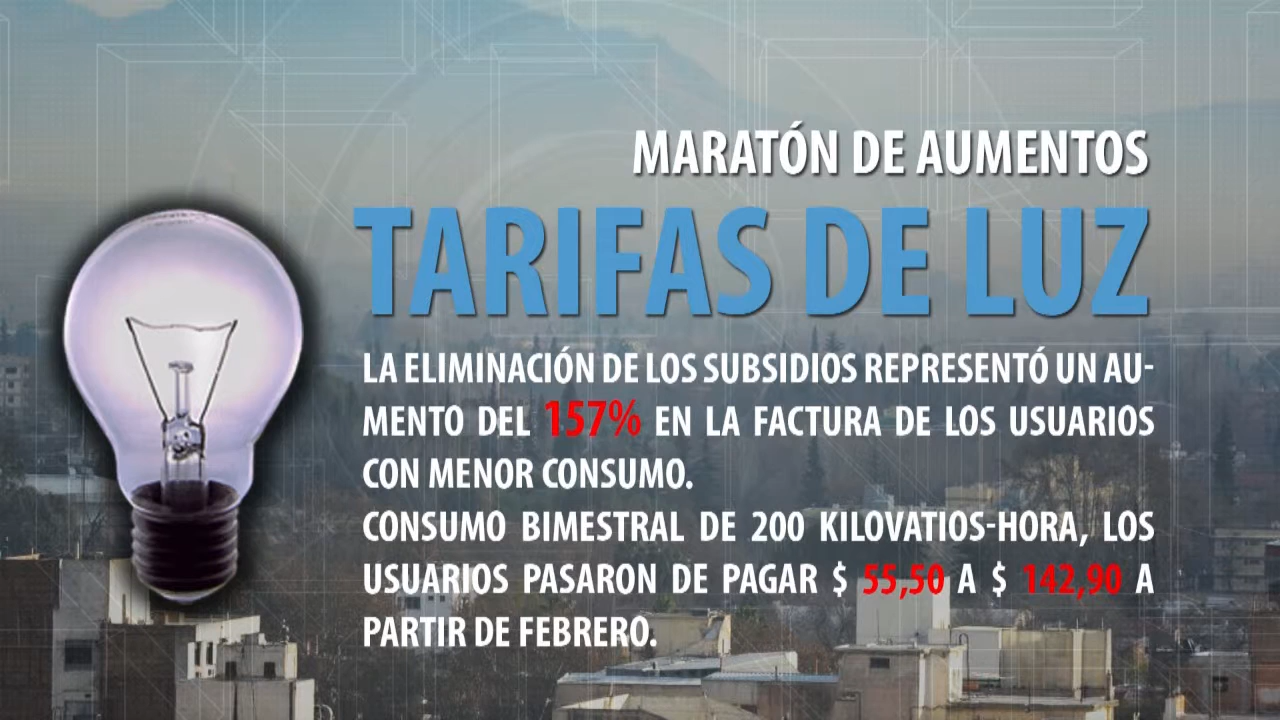 MARATÓN DE AUMENTOS
TARIFAS DE LUZ
LA ELIMINACIÓN DE LOS SUBSIDIOS REPRESENTÓ UN AU-
MENTO DEL 157% EN LA FACTURA DE LOS USUARIOS
CON MENOR CONSUMO.
CONSUMO BIMESTRAL DE 200 KILOVATIOS-HORA, LOS
USUARIOS PASARON DE PAGAR $ 55,50 A $ 142,90 A
PARTIR DE FEBRERO.